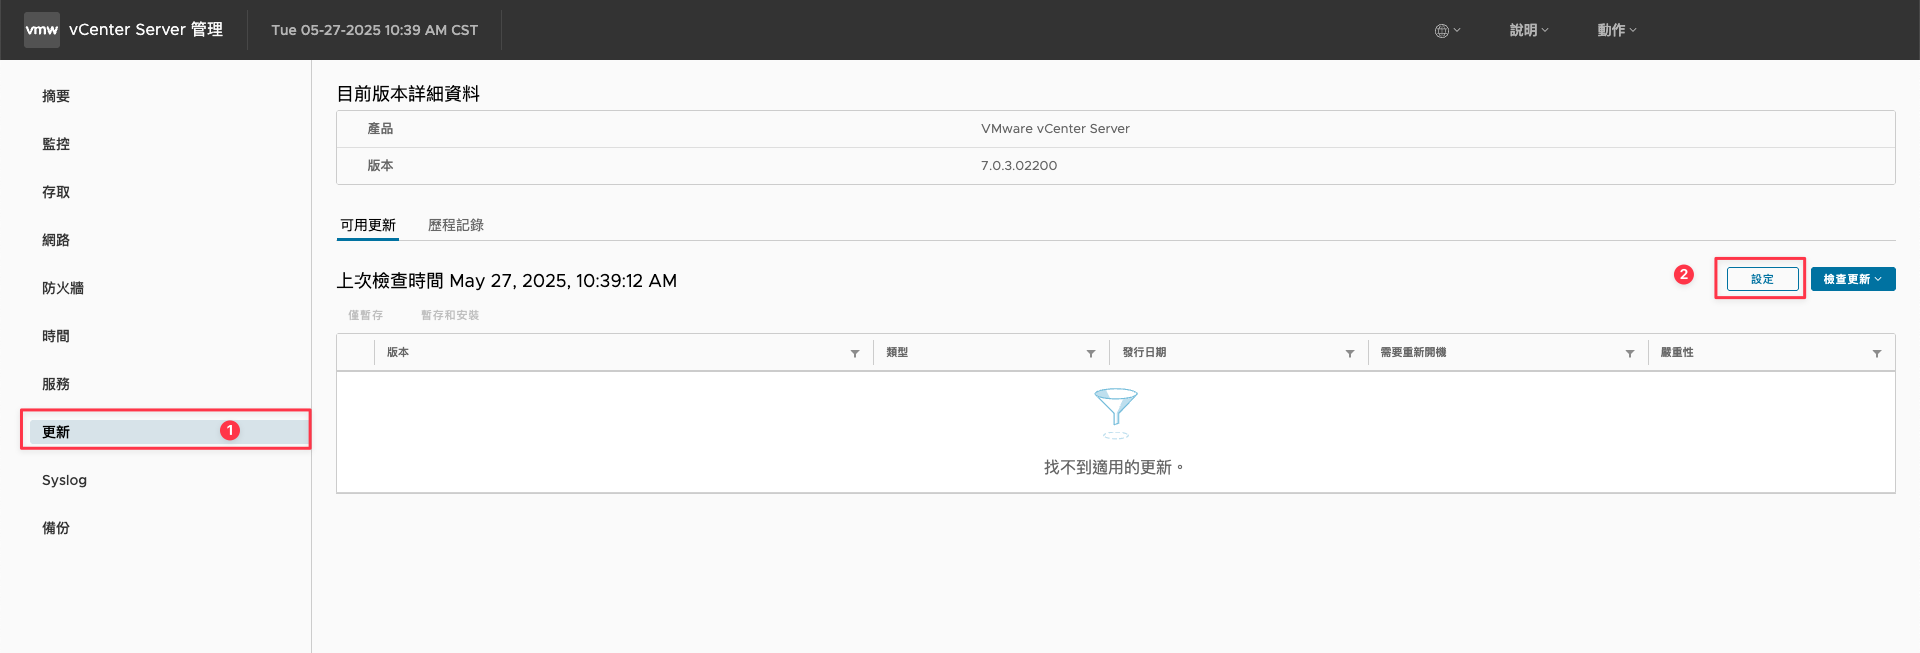 vmw vCenter Server 管理 Tue 05-27-2025 10:39 AM CST 說明 動作
摘要
監控
存取
網路
防火牆
時間
服務
更新 1
Syslog
備份
目前版本詳細資料
產品 VMware vCenter Server
版本 7.0.3.02200
可用更新 歷程記錄
上次檢查時間 May 27, 2025, 10:39:12 AM 2 設定 檢查更新
僅暫存 暫存和安裝
版本 類型 發行日期 需要重新開機 嚴重性
找不到適用的更新。